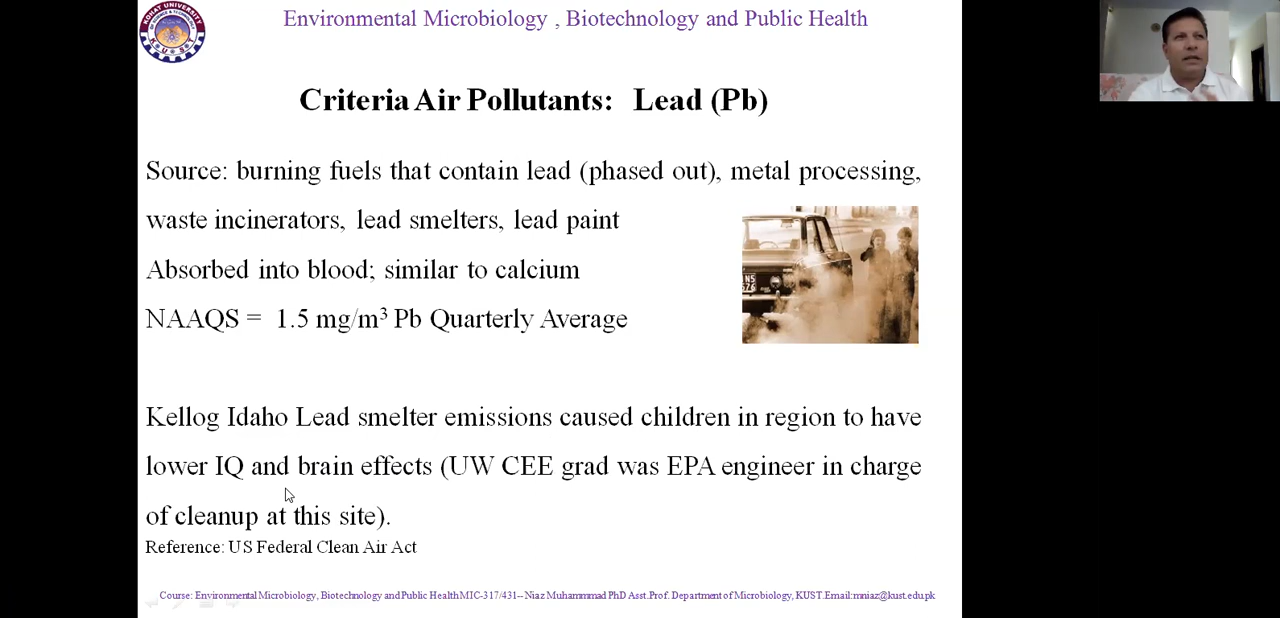 KOHAT UNIVERSITY
K U S T
Environmental Microbiology , Biotechnology and Public Health
Criteria Air Pollutants: Lead (Pb)
Source: burning fuels that contain lead (phased out), metal processing,
waste incinerators, lead smelters, lead paint
Absorbed into blood; similar to calcium
NAAQS = 1.5 mg/m³ Pb Quarterly Average
Kellog Idaho Lead smelter emissions caused children in region to have
lower IQ and brain effects (UW CEE grad was EPA engineer in charge
of cleanup at this site).
Reference: US Federal Clean Air Act
Course: Environmental Microbiology, Biotechnology and Public Health MIC-317/431-- Niaz Muhammmad PhD Asst.Prof. Department of Microbiology, KUST.Email:mniaz@kust.edu.pk